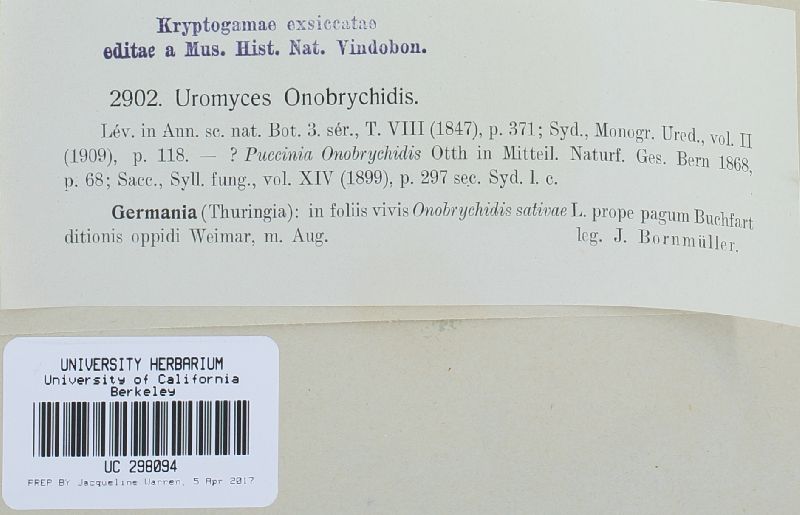 Kryptogamae exsiccatae
editae a Mus. Hist. Nat. Vindobon.
2902. Uromyces Onobrychidis.
Lév. in Ann. sc. nat. Bot. 3. sér., T. VIII (1847), p. 371; Syd., Monogr. Ured., vol. II
(1909), p. 118. — ? Puccinia Onobrychidis Otth in Mitteil. Naturf. Ges. Bern 1868,
p. 68; Sacc., Syll. fung., vol. XIV (1899), p. 297 sec. Syd. l. c.
Germania (Thuringia): in foliis vivis Onobrychidis sativae L. prope pagum Buchfart
ditionis oppidi Weimar, m. Aug. leg. J. Bornmüller.
UNIVERSITY HERBARIUM
University of California
Berkeley
UC 298094
PREP BY Jacqueline Warren, 5 Apr 2017